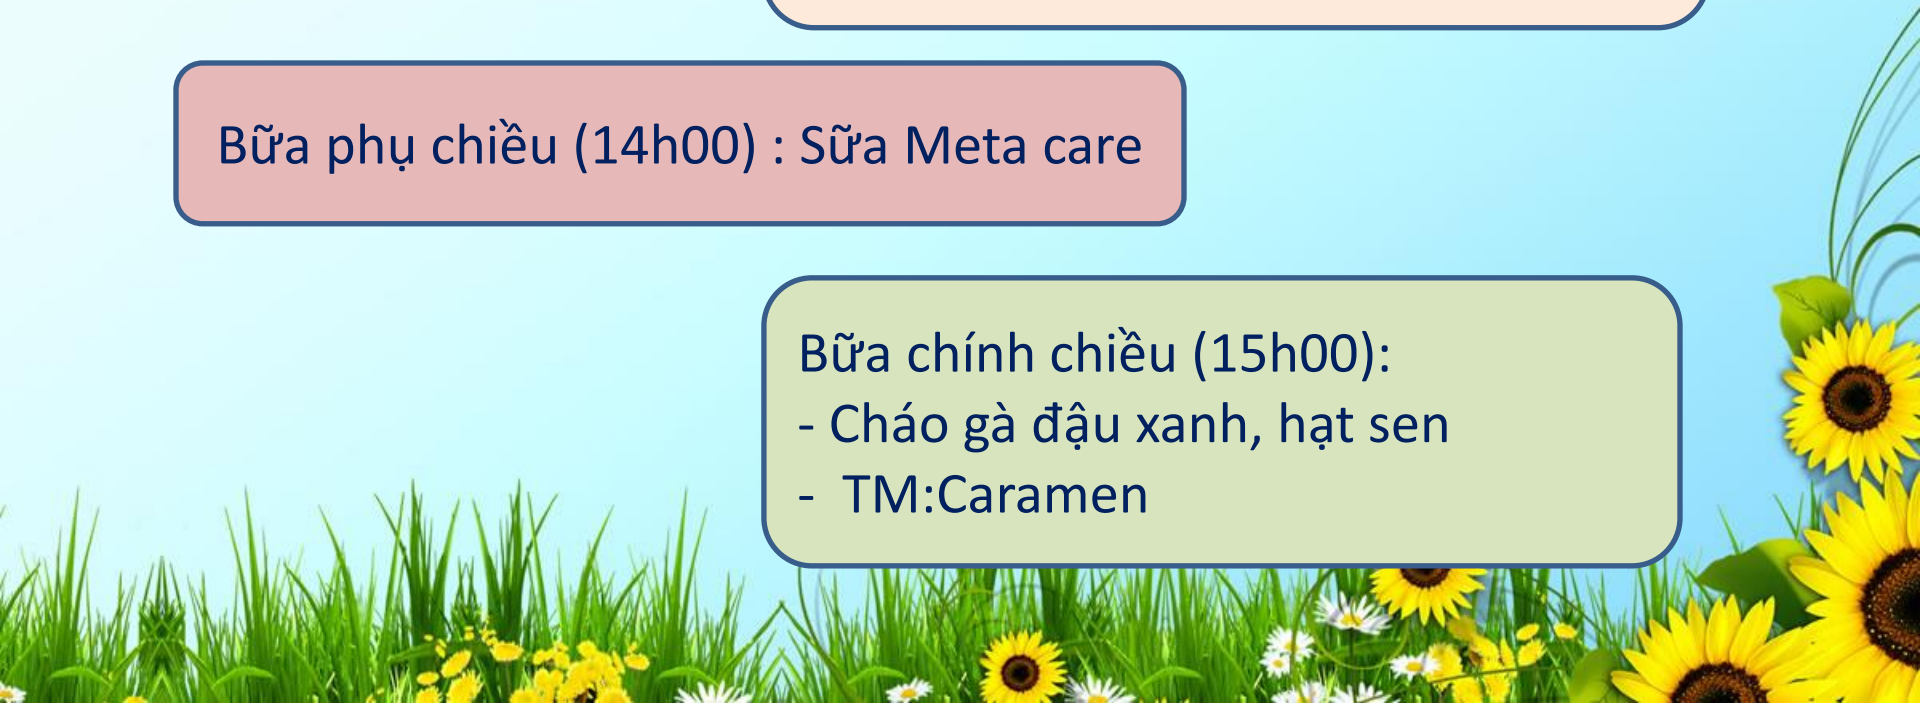 Bữa phụ chiều (14h00) : Sữa Meta care
Bữa chính chiều (15h00):
- Cháo gà đậu xanh, hạt sen
- TM:Caramen